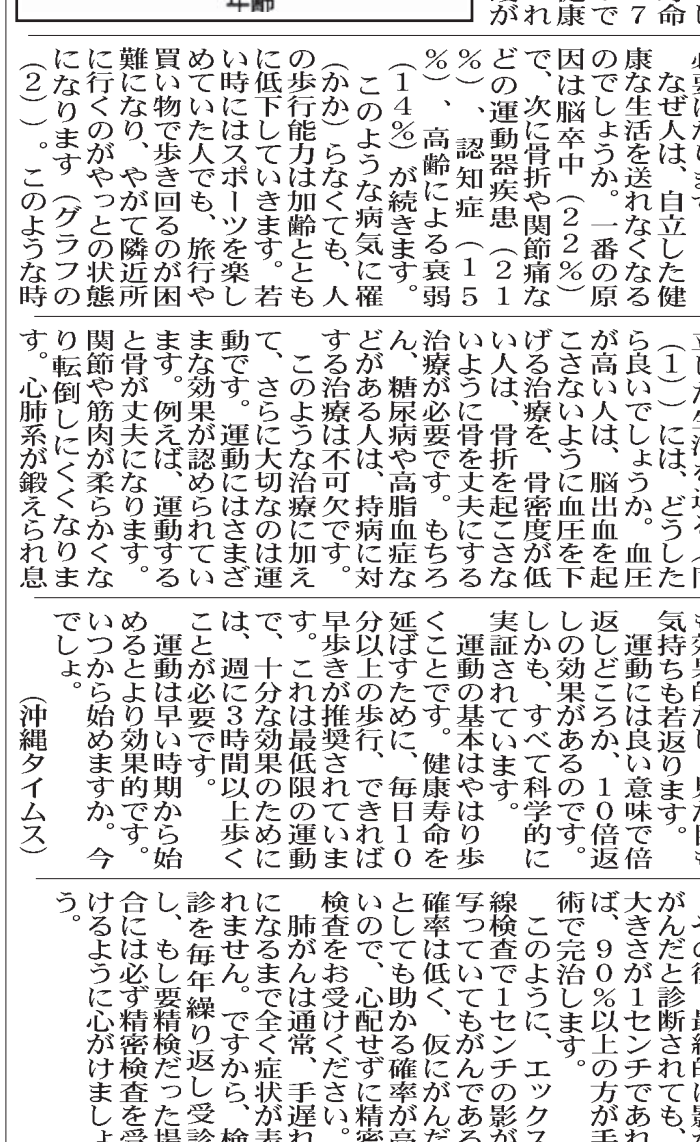 命
７
で
康
れ
が
年齢
なぜ人は、自立した健
康な生活を送れなくなる
のでしょうか。一番の原
因は脳卒中（２２％）
で、次に骨折や関節痛な
どの運動器疾患（２１
％）、認知症（１５
％）、高齢による衰弱
（１４％）が続きます。
このような病気に罹
（かか）らなくても、人
の歩行能力は加齢ととも
に低下していきます。若
い時にはスポーツを楽し
めていた人でも、旅行や
買い物で歩き回るのが困
難になり、やがて隣近所
に行くのがやっとの状態
になります（グラフの
（２））。このような時
（１））には、どうした
ら良いでしょうか。血圧
が高い人は、脳出血を起
こさないように血圧を下
げる治療を、骨密度が低
い人は、骨折を起こさな
いように骨を丈夫にする
治療が必要です。もちろ
ん、糖尿病や高脂血症な
どがある人は、持病に対
する治療は不可欠です。
このような治療に加え
て、さらに大切なのは運
動です。運動にはさまざ
まな効果が認められてい
ます。例えば、運動する
と骨が丈夫になります。
関節や筋肉が柔らかくな
り転倒しにくくなりま
す。心肺系が鍛えられ息
気持ちも若返ります。
運動には良い意味で倍
返しどころか、１０倍返
しの効果があるのです。
しかも、すべて科学的に
実証されています。
運動の基本はやはり歩
くことです。健康寿命を
延ばすために、毎日１０
分以上の歩行、できれば
早歩きが推奨されていま
す。これは最低限の運動
で、十分な効果のために
は、週に３時間以上歩く
ことが必要です。
運動は早い時期から始
めるとより効果的です。
いつから始めますか。今
でしょ。
（沖縄タイムス）
がんだと診断されても、
大きさが１センチであれ
ば、９０％以上の方が手
術で完治します。
このように、エックス
線検査で１センチの影が
写っていてもがんである
確率は低く、仮にがんだ
としても助かる確率が高
いので、心配せずに精密
検査をお受けください。
肺がんは通常、手遅れ
になるまで全く症状が表
れません。ですから、検
診を毎年繰り返し受診
し、もし要精検だった場
合には必ず精密検査を受
けるように心がけましょ
う。